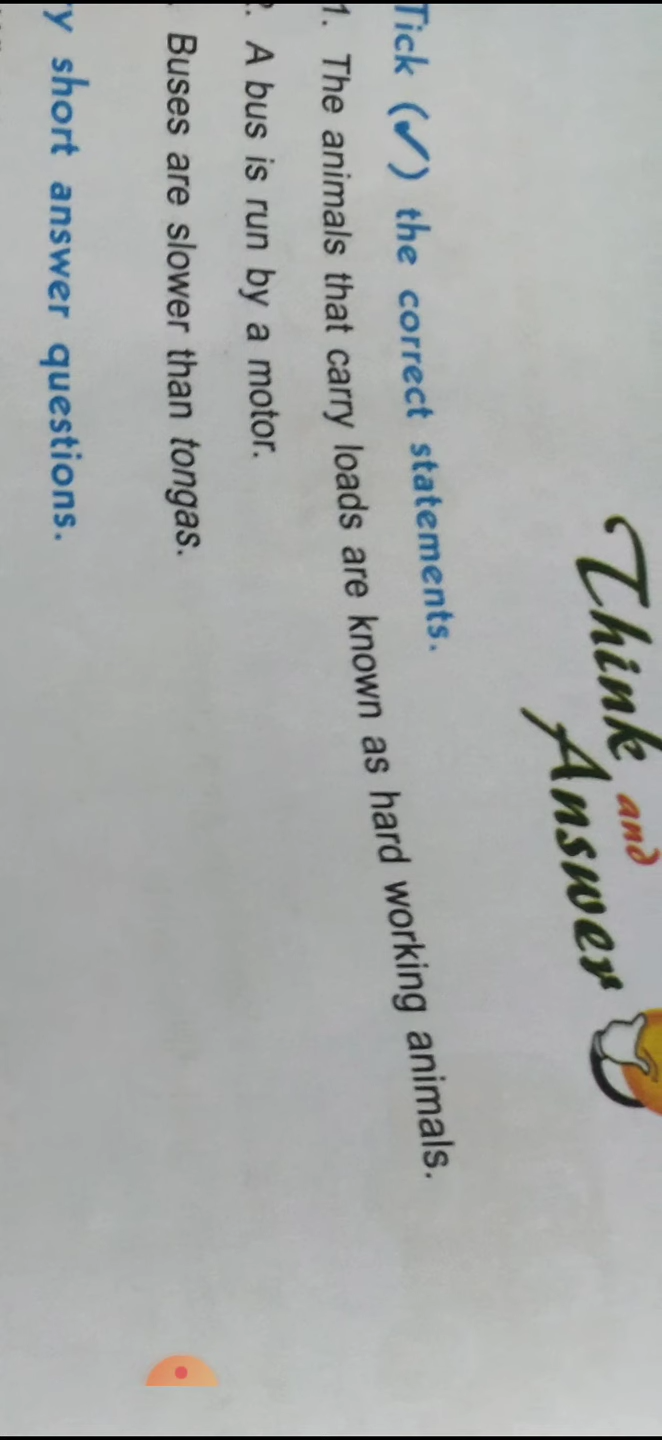 Think and
Answer
Tick (✓) the correct statements.
1. The animals that carry loads are known as hard working animals.
2. A bus is run by a motor.
Buses are slower than tongas.
short answer questions.